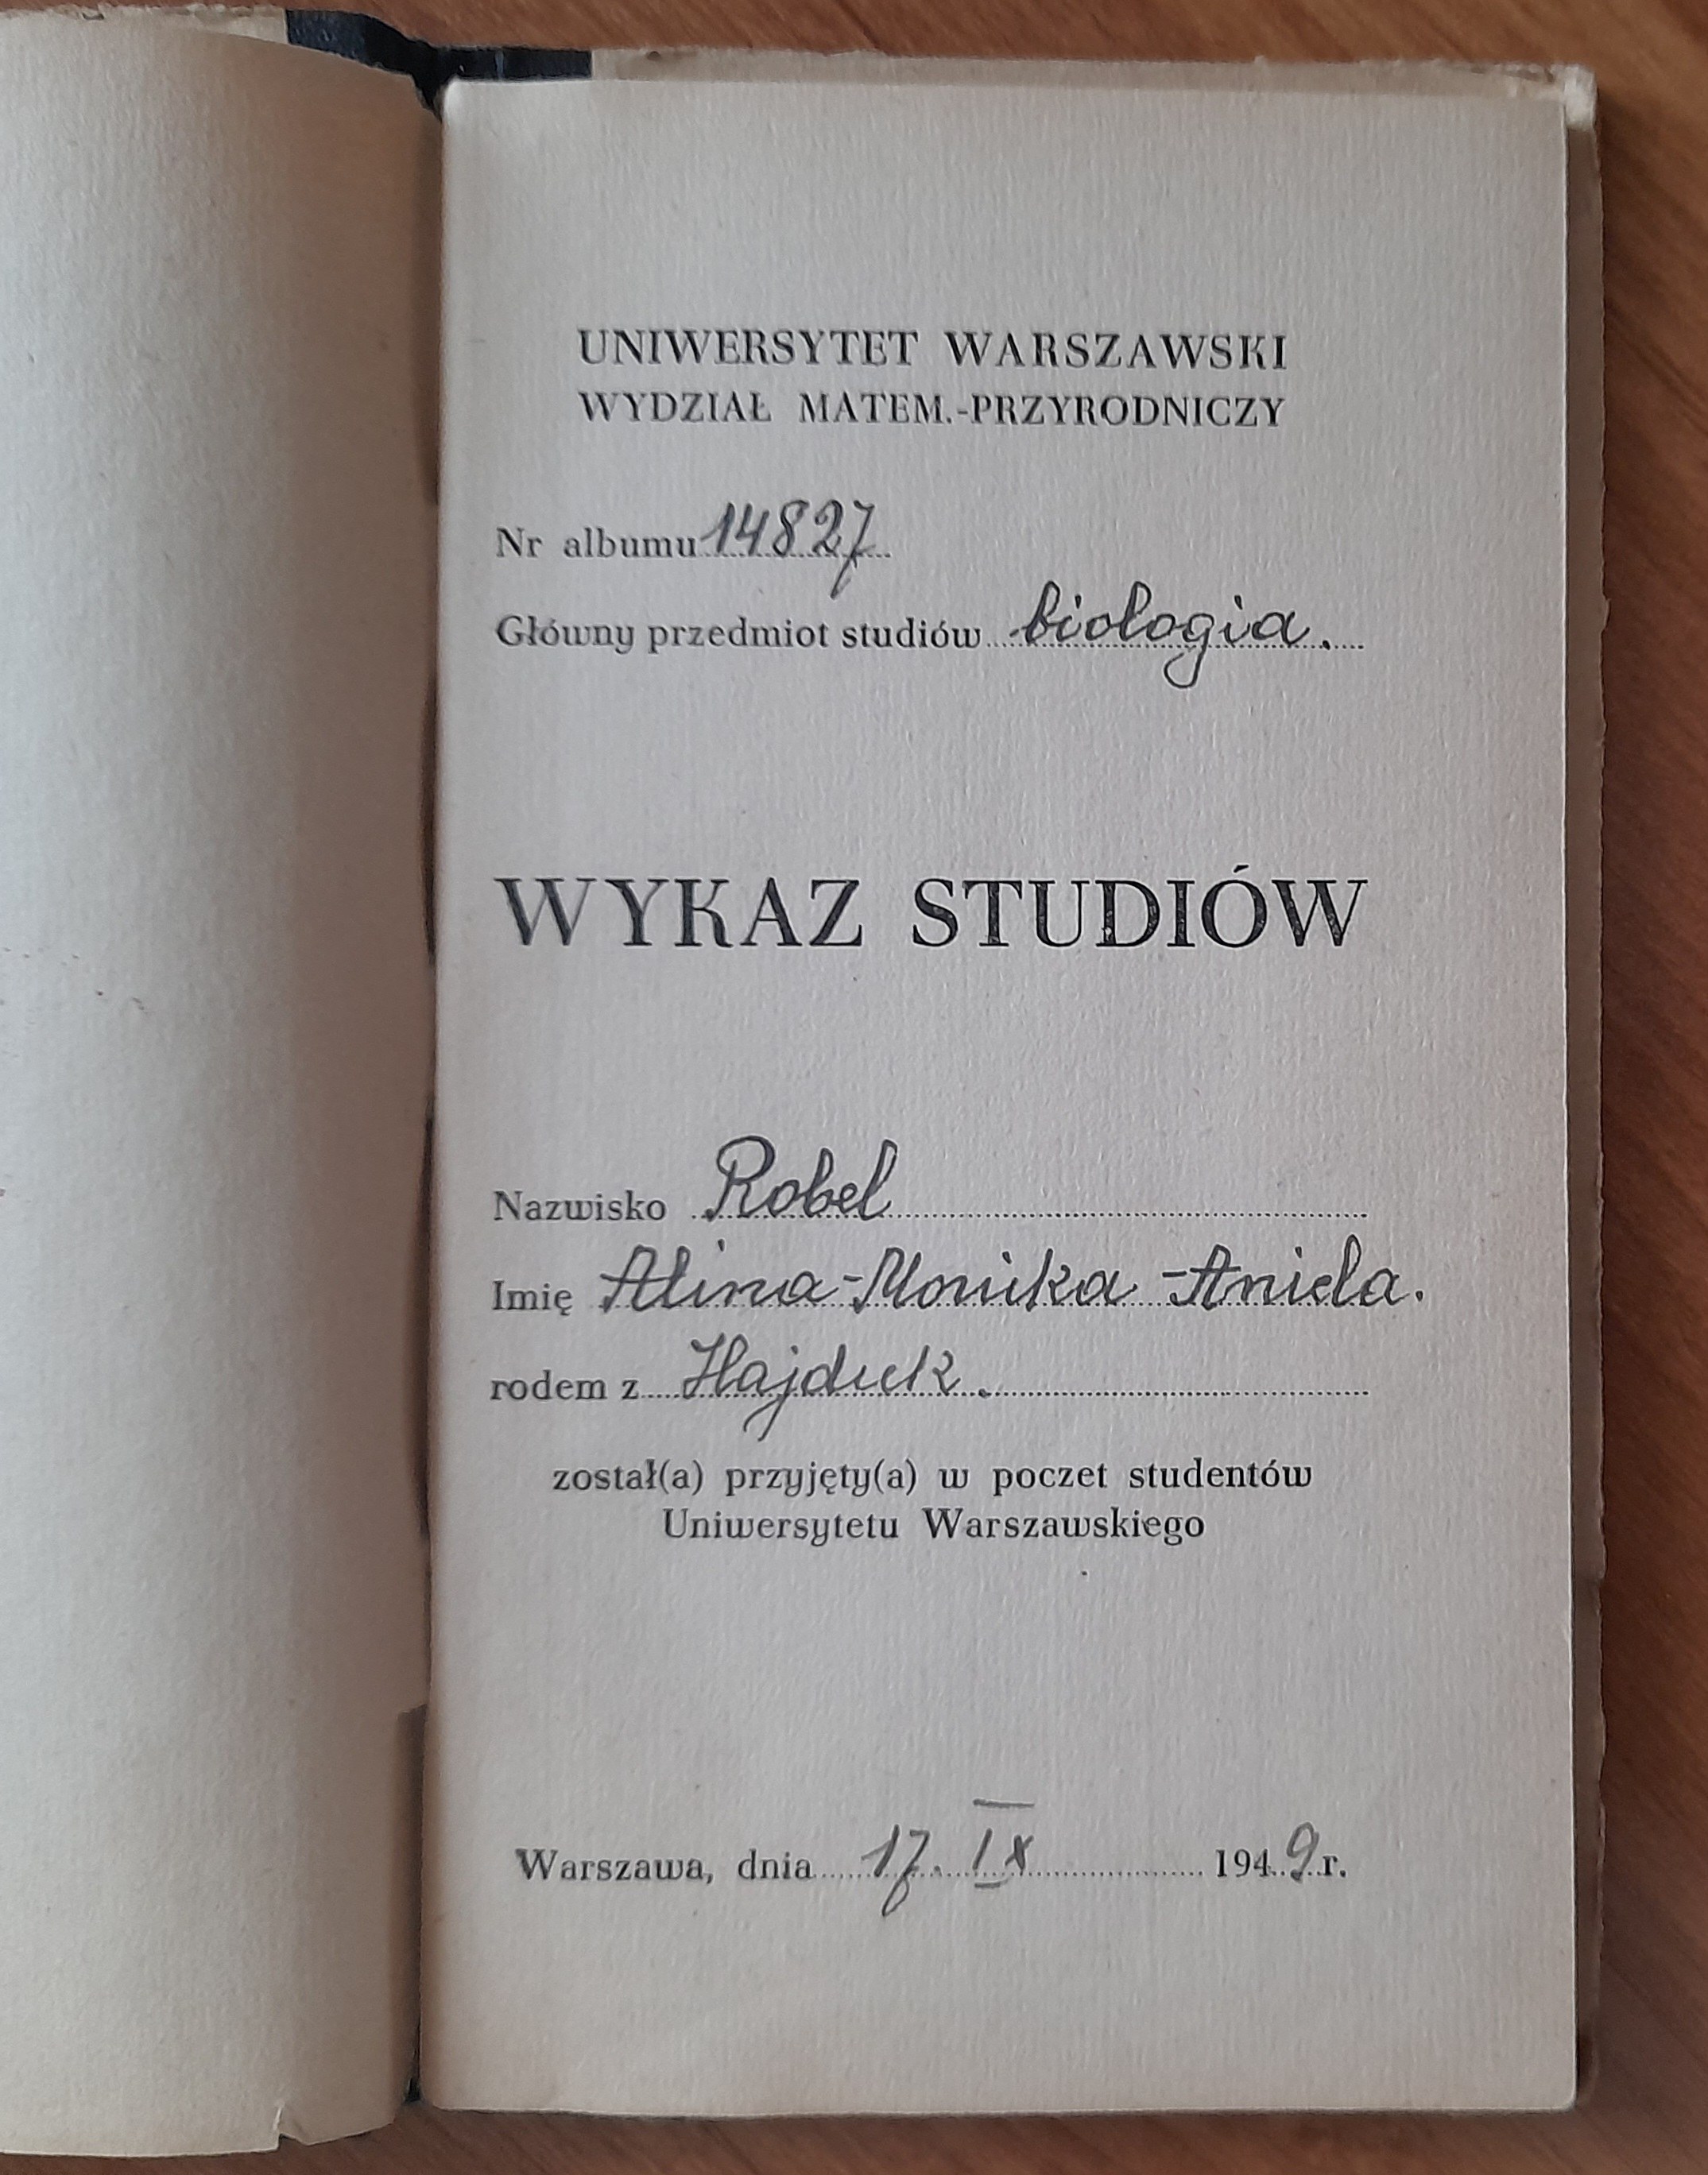 UNIWERSYTET WARSZAWSKI
WYDZIAŁ MATEM.-PRZYRODNICZY
Nr albumu 14827
Główny przedmiot studiów biologia.
WYKAZ STUDIÓW
Nazwisko Robel
Imię Alina-Monika-Aniela.
rodem z Hajduk.
został(a) przyjęty(a) w poczet studentów
Uniwersytetu Warszawskiego
Warszawa, dnia 17. IX 1949 r.